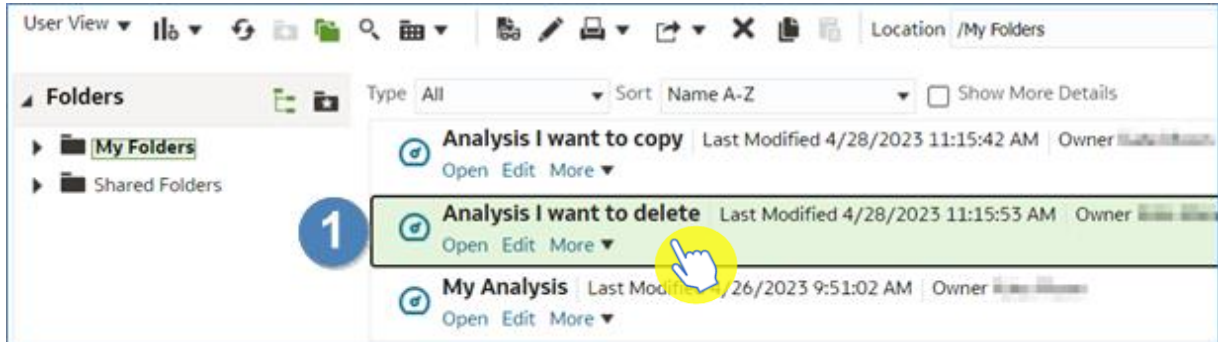 User View Location /My Folders
Folders Type All Sort Name A-Z Show More Details
My Folders
Shared Folders
Analysis I want to copy Last Modified 4/28/2023 11:15:42 AM Owner
Open Edit More
1
Analysis I want to delete Last Modified 4/28/2023 11:15:53 AM Owner
Open Edit More
My Analysis Last Modified 4/26/2023 9:51:02 AM Owner
Open Edit More